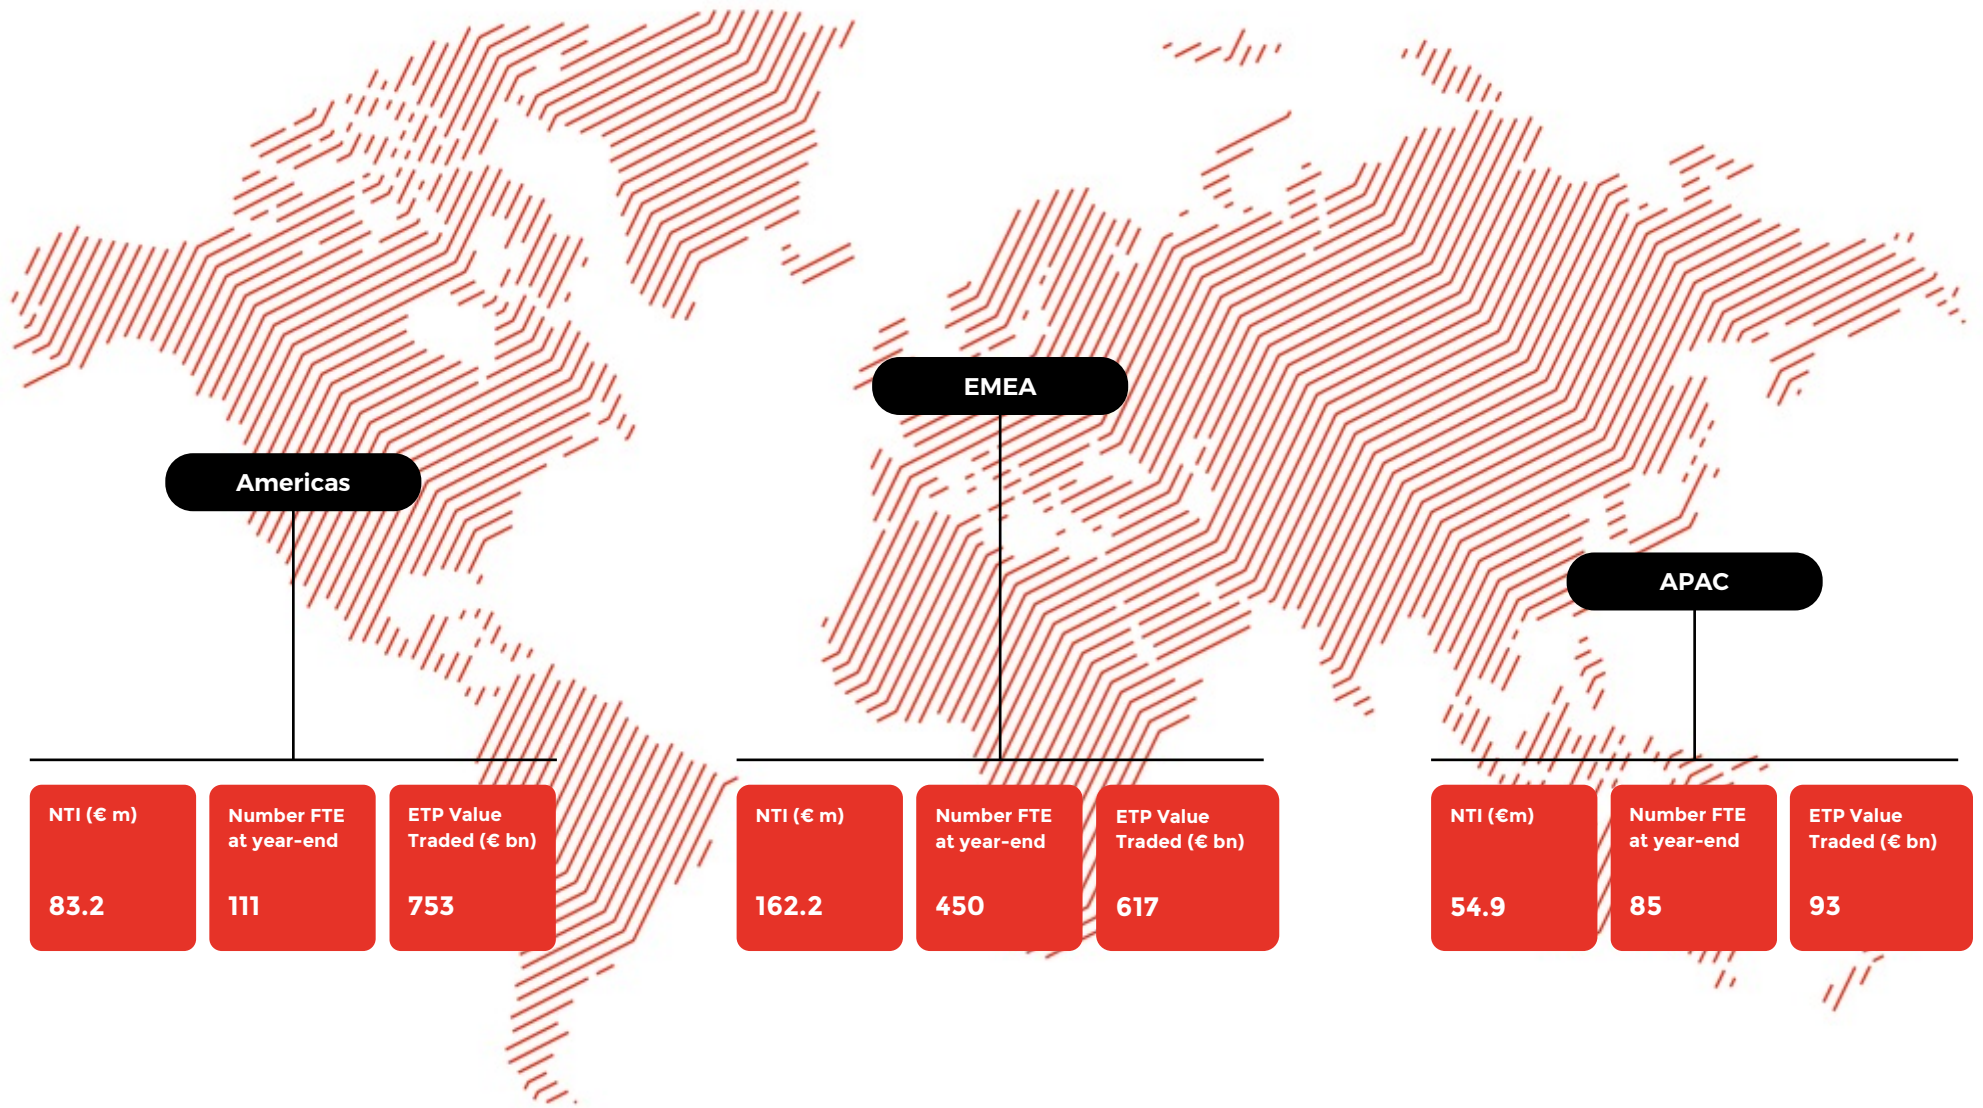 EMEA
Americas
APAC
NTI (€ m)
83.2
Number FTE
at year-end
111
ETP Value
Traded (€ bn)
753
NTI (€ m)
162.2
Number FTE
at year-end
450
ETP Value
Traded (€ bn)
617
NTI (€m)
54.9
Number FTE
at year-end
85
ETP Value
Traded (€ bn)
93